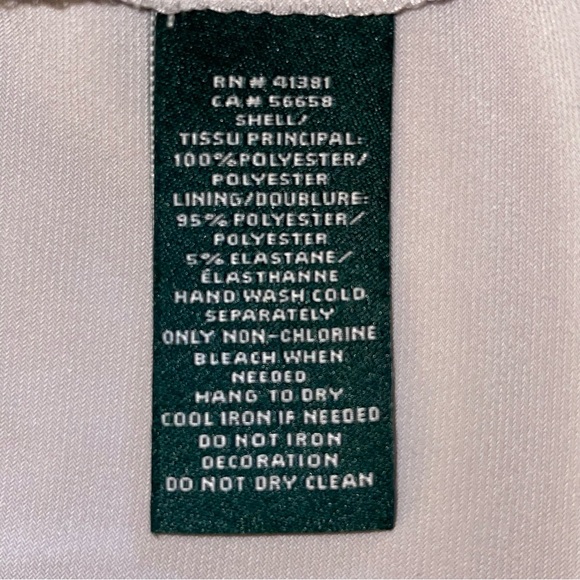 RN # 41381
CA# 56658
SHELL/
TISSU PRINCIPAL:
100%POLYESTER/
POLYESTER
LINING/DOUBLURE:
95% POLYESTER/
POLYESTER
5% ELASTANE/
ÉLASTHANNE
HAND WASH COLD
SEPARATELY
ONLY NON-CHLORINE
BLEACH WHEN
NEEDED
HANG TO DRY
COOL IRON IF NEEDED
DO NOT IRON
DECORATION
DO NOT DRY CLEAN